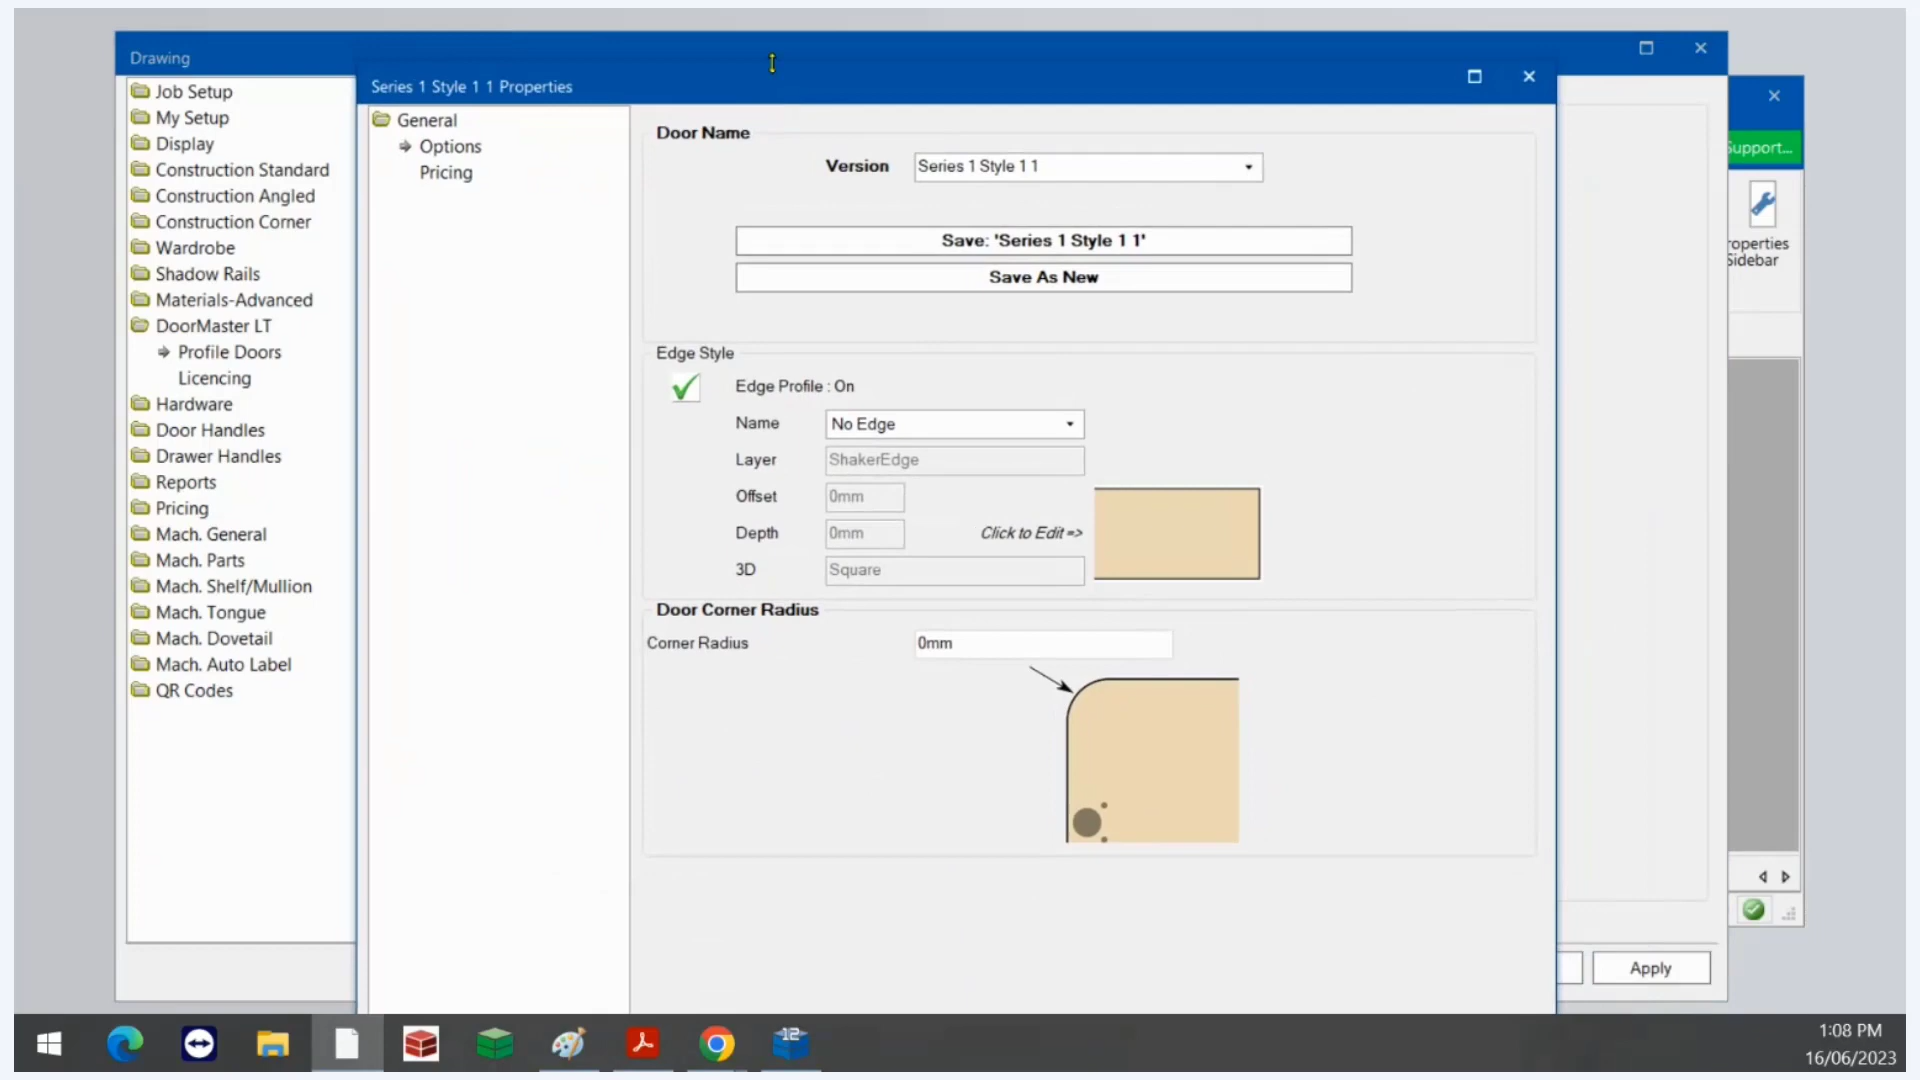 Drawing
Job Setup
My Setup
Display
Construction Standard
Construction Angled
Construction Corner
Wardrobe
Shadow Rails
Materials-Advanced
DoorMaster LT
Profile Doors
Licencing
Hardware
Door Handles
Drawer Handles
Reports
Pricing
Mach. General
Mach. Parts
Mach. Shelf/Mullion
Mach. Tongue
Mach. Dovetail
Mach. Auto Label
QR Codes
Series 1 Style 1 1 Properties
General
Options
Pricing
Door Name
Version Series 1 Style 1 1
Save: 'Series 1 Style 1 1'
Save As New
Edge Style
Edge Profile : On
Name No Edge
Layer ShakerEdge
Offset 0mm
Depth 0mm Click to Edit =>
3D Square
Door Corner Radius
Corner Radius 0mm
Support...
roperties
Sidebar
Apply
12
1:08 PM
16/06/2023